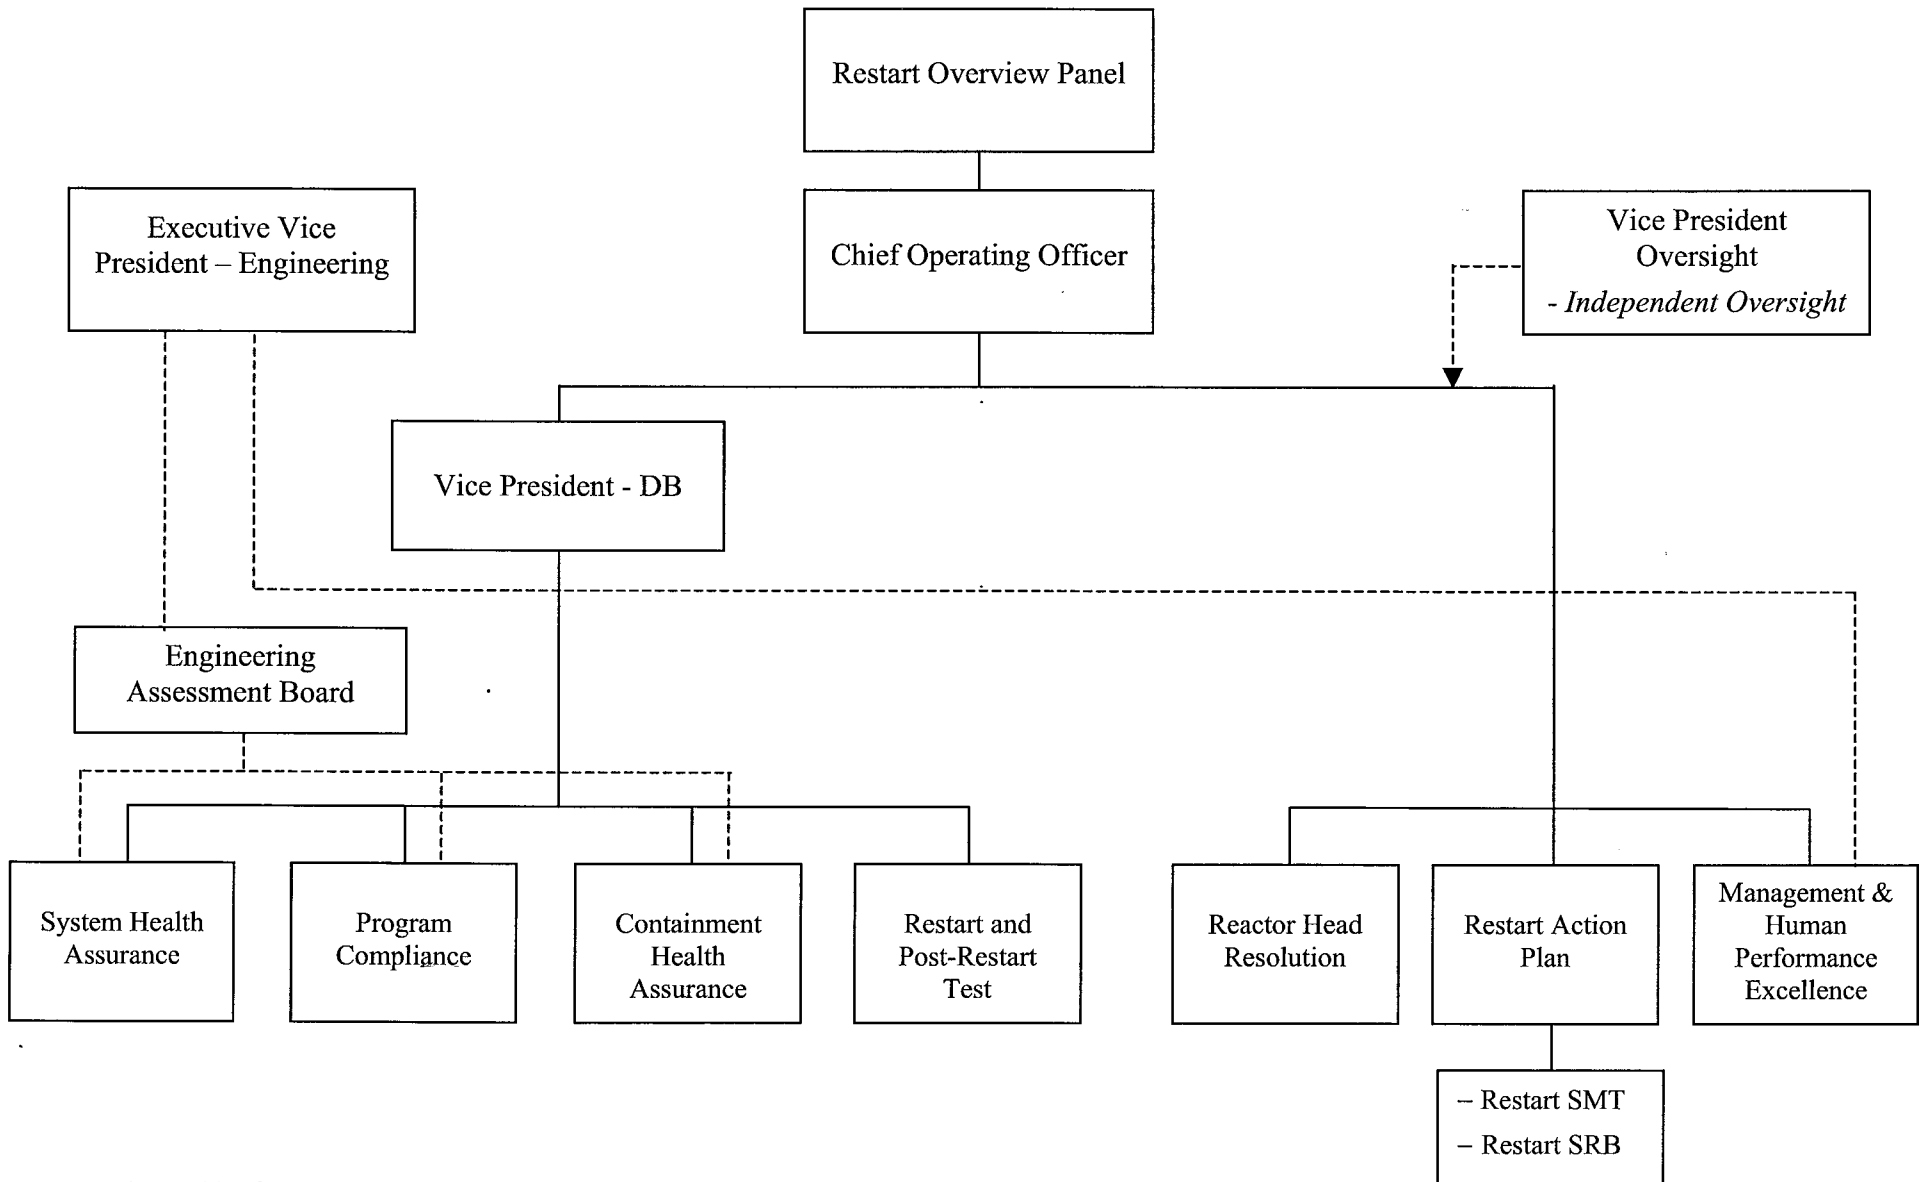 Restart Overview Panel
Executive Vice
President – Engineering
Chief Operating Officer
Vice President
Oversight
- Independent Oversight
Vice President - DB
Engineering
Assessment Board
System Health
Assurance
Program
Compliance
Containment
Health
Assurance
Restart and
Post-Restart
Test
Reactor Head
Resolution
Restart Action
Plan
Management &
Human
Performance
Excellence
– Restart SMT
– Restart SRB